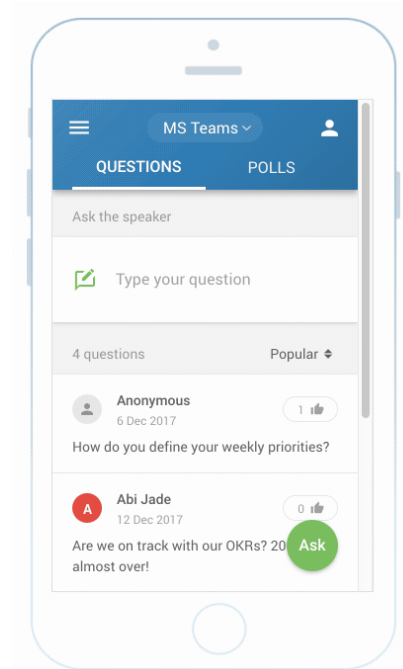 MS Teams
QUESTIONS POLLS
Ask the speaker
Type your question
4 questions Popular
Anonymous
6 Dec 2017
1
How do you define your weekly priorities?
A
Abi Jade
12 Dec 2017
0
Are we on track with our OKRs? 20
almost over!
Ask